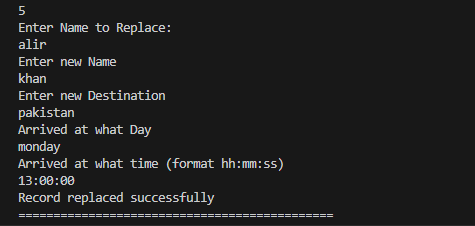 5
Enter Name to Replace:
alir
Enter new Name
khan
Enter new Destination
pakistan
Arrived at what Day
monday
Arrived at what time (format hh:mm:ss)
13:00:00
Record replaced successfully
=============================================